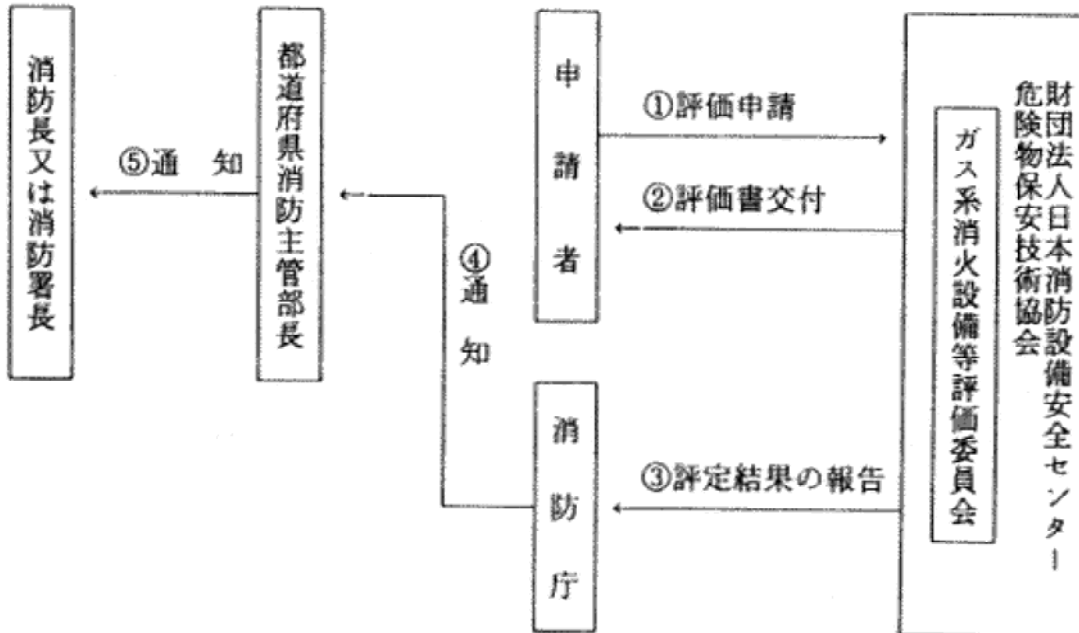 財団法人日本消防設備安全センター
危険物保安技術協会
ガス系消火設備等評価委員会
申請者
①評価申請
②評価書交付
消防庁
③評定結果の報告
④通知
都道府県消防主管部長
⑤通知
消防長又は消防署長